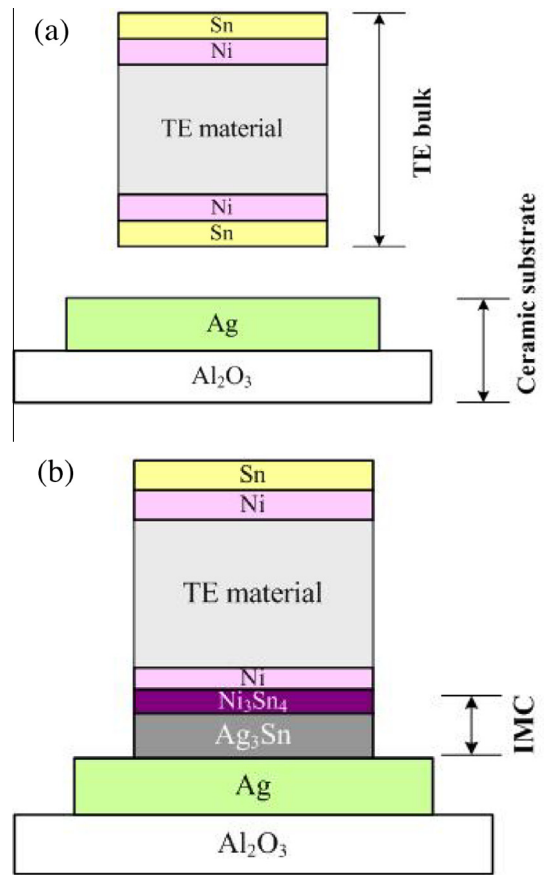 (a)
Sn
Ni
TE material
Ni
Sn
TE bulk
Ag
Al₂O₃
Ceramic substrate
(b)
Sn
Ni
TE material
Ni
Ni₃Sn₄
Ag₃Sn
IMC
Ag
Al₂O₃